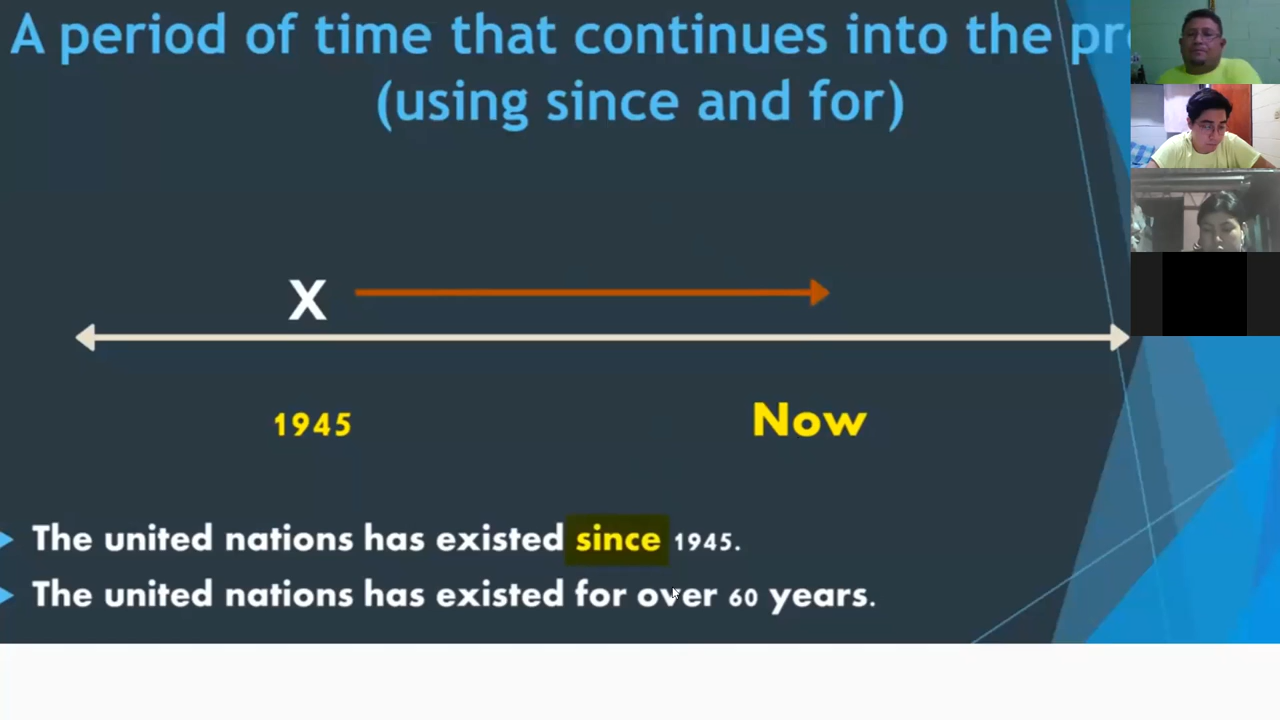 A period of time that continues into the
(using since and for)
X
1945
Now
The united nations has existed since 1945.
The united nations has existed for over 60 years.